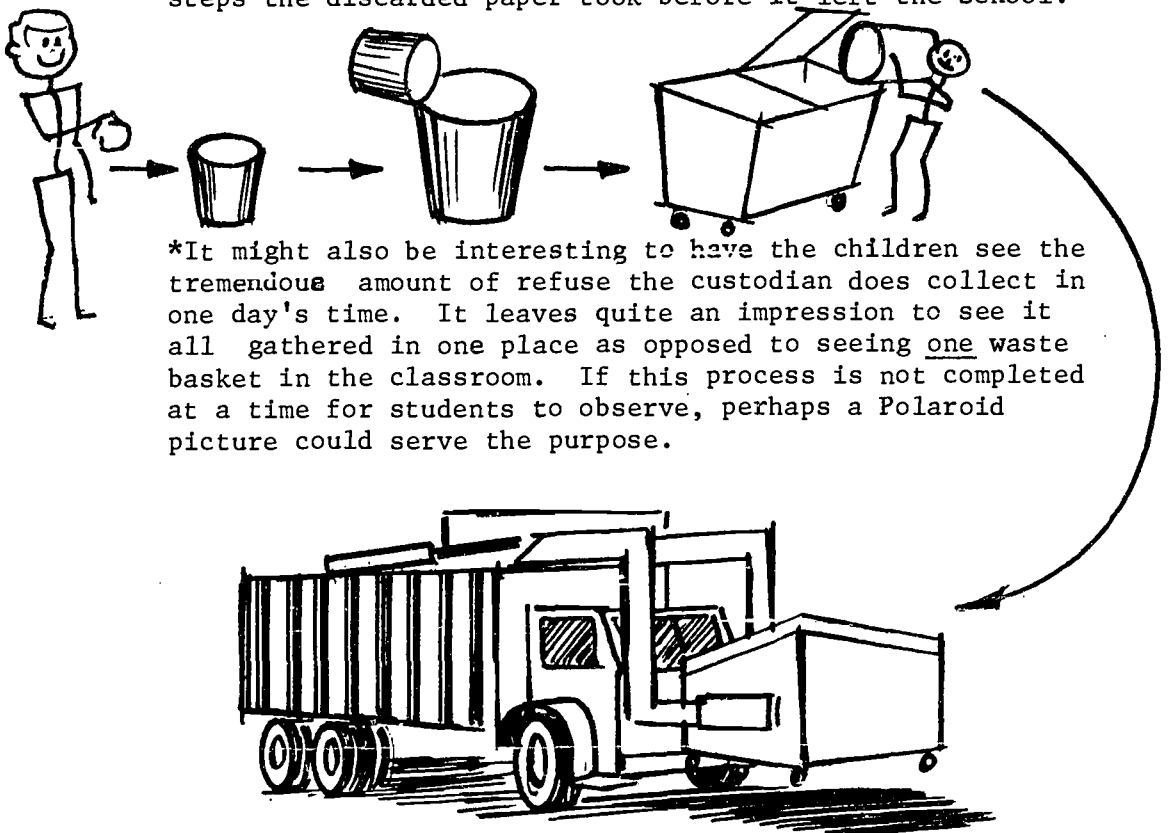 steps the discarded paper took before it left the school.
*It might also be interesting to have the children see the
tremendous amount of refuse the custodian does collect in
one day's time. It leaves quite an impression to see it
all gathered in one place as opposed to seeing one waste
basket in the classroom. If this process is not completed
at a time for students to observe, perhaps a Polaroid
picture could serve the purpose.